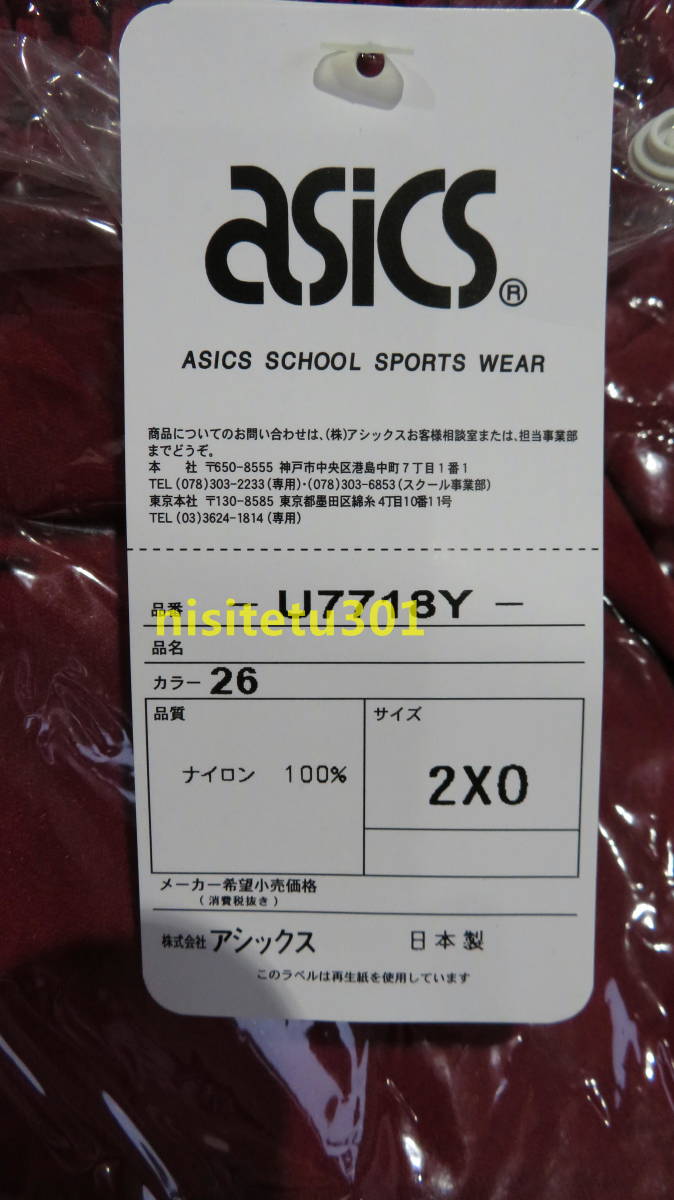 asics®
ASICS SCHOOL SPORTS WEAR
商品についてのお問い合わせは、(株)アシックスお客様相談室または、担当事業部
までどうぞ。
本　　社 〒650-8555 神戸市中央区港島中町7丁目1番1
TEL (078)303-2233 (専用)・(078)303-6853 (スクール事業部)
東京本社 〒130-8585 東京都墨田区錦糸4丁目10番11号
TEL (03)3624-1814 (専用)
品番 － U7718Y －
nisitetu301
品名
カラー 26
品質
サイズ
ナイロン 100%
2XO
メーカー希望小売価格
(消費税抜き)
株式会社アシックス 日本製
このラベルは再生紙を使用しています